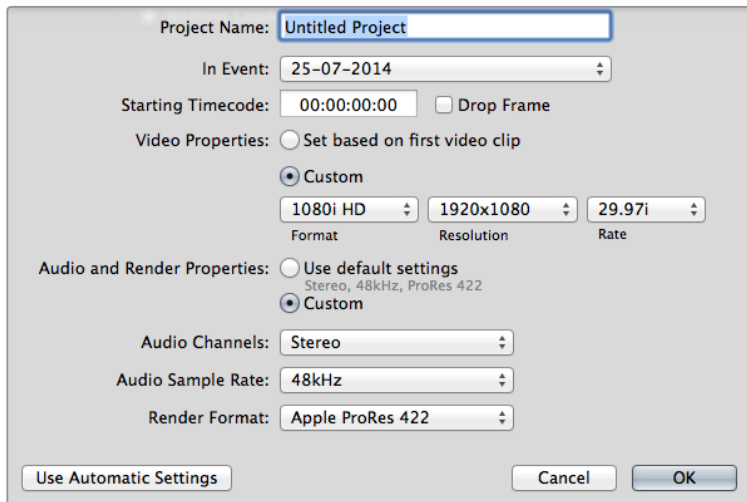 Project Name: Untitled Project
In Event: 25-07-2014
Starting Timecode: 00:00:00:00 Drop Frame
Video Properties: Set based on first video clip
Custom
1080i HD 1920x1080 29.97i
Format Resolution Rate
Audio and Render Properties: Use default settings
Stereo, 48kHz, ProRes 422
Custom
Audio Channels: Stereo
Audio Sample Rate: 48kHz
Render Format: Apple ProRes 422
Use Automatic Settings Cancel OK